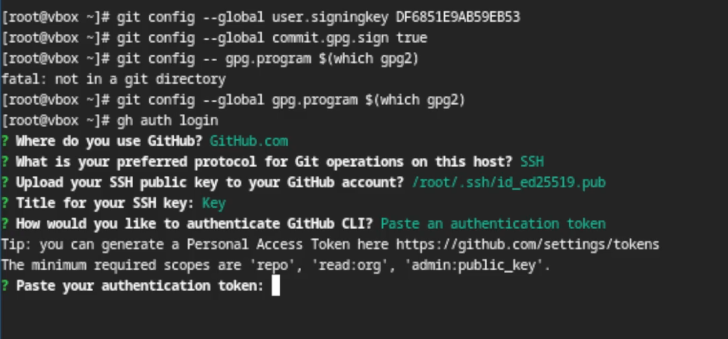 [root@vbox ~]# git config --global user.signingkey DF6851E9AB59EB53
[root@vbox ~]# git config --global commit.gpg.sign true
[root@vbox ~]# git config -- gpg.program $(which gpg2)
fatal: not in a git directory
[root@vbox ~]# git config --global gpg.program $(which gpg2)
[root@vbox ~]# gh auth login
? Where do you use GitHub? GitHub.com
? What is your preferred protocol for Git operations on this host? SSH
? Upload your SSH public key to your GitHub account? /root/.ssh/id_ed25519.pub
? Title for your SSH key: Key
? How would you like to authenticate GitHub CLI? Paste an authentication token
Tip: you can generate a Personal Access Token here https://github.com/settings/tokens
The minimum required scopes are 'repo', 'read:org', 'admin:public_key'.
? Paste your authentication token: